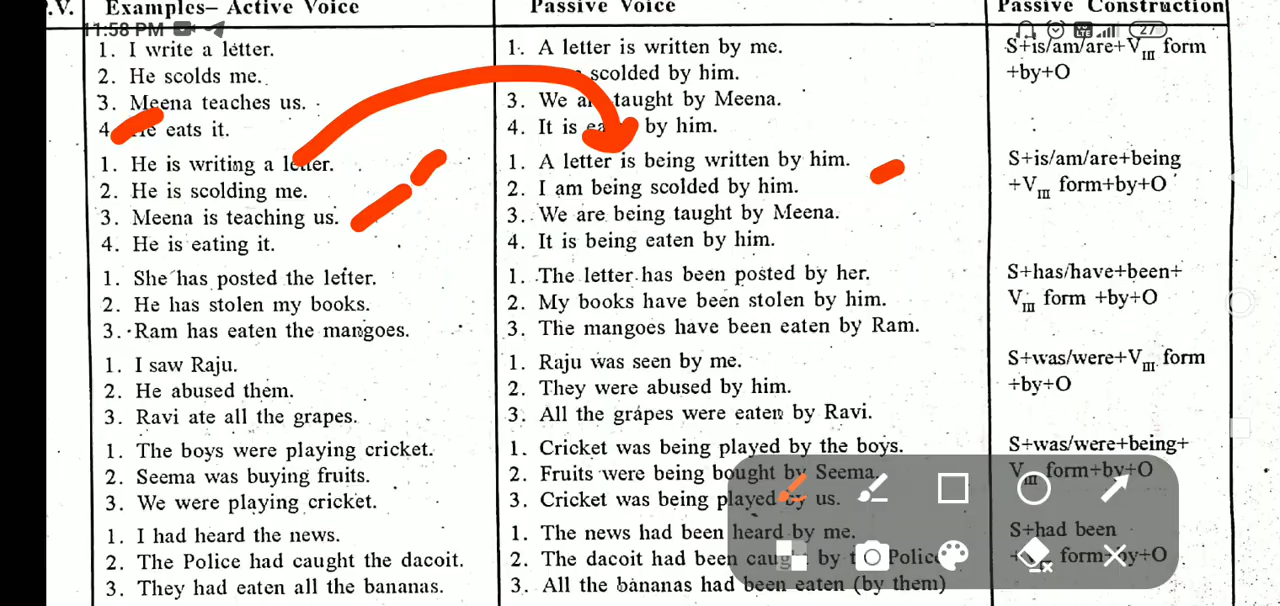 .V. Examples– Active Voice Passive Voice Passive Construction
11:58 PM 27
1. I write a letter. 1. A letter is written by me. S+is/am/are+VIII form
2. He scolds me. scolded by him. +by+O
3. Meena teaches us. 3. We are taught by Meena.
4. He eats it. 4. It is by him.
1. He is writing a letter. 1. A letter is being written by him. S+is/am/are+being
2. He is scolding me. 2. I am being scolded by him. +VIII form+by+O
3. Meena is teaching us. 3. We are being taught by Meena.
4. He is eating it. 4. It is being eaten by him.
1. She has posted the letter. 1. The letter has been posted by her. S+has/have+been+
2. He has stolen my books. 2. My books have been stolen by him. VIII form +by+O
3. Ram has eaten the mangoes. 3. The mangoes have been eaten by Ram.
1. I saw Raju. 1. Raju was seen by me. S+was/were+VIII form
2. He abused them. 2. They were abused by him. +by+O
3. Ravi ate all the grapes. 3. All the grapes were eaten by Ravi.
1. The boys were playing cricket. 1. Cricket was being played by the boys. S+was/were+being+
2. Seema was buying fruits. 2. Fruits were being bought by Seema. VIII form+by+O
3. We were playing cricket. 3. Cricket was being played by us.
1. I had heard the news. 1. The news had been heard by me. S+had been
2. The Police had caught the dacoit. 2. The dacoit had been by Police form+by+O
3. They had eaten all the bananas. 3. All the bananas had been eaten (by them)